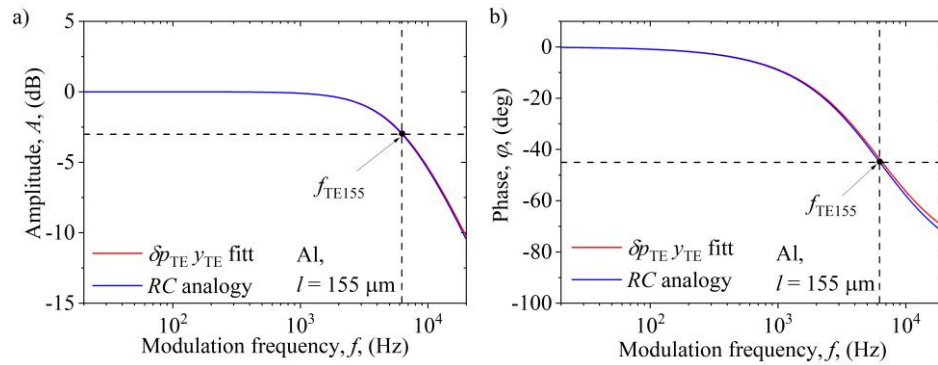 a)
5
0
-5
-10
-15
Amplitude, A, (dB)
f_TE155
δp_TE y_TE fitt
RC analogy
Al,
l = 155 μm
10^2
10^3
10^4
Modulation frequency, f, (Hz)
b)
0
-20
-40
-60
-80
-100
Phase, φ, (deg)
f_TE155
δp_TE y_TE fitt
RC analogy
Al,
l = 155 μm
10^2
10^3
10^4
Modulation frequency, f, (Hz)